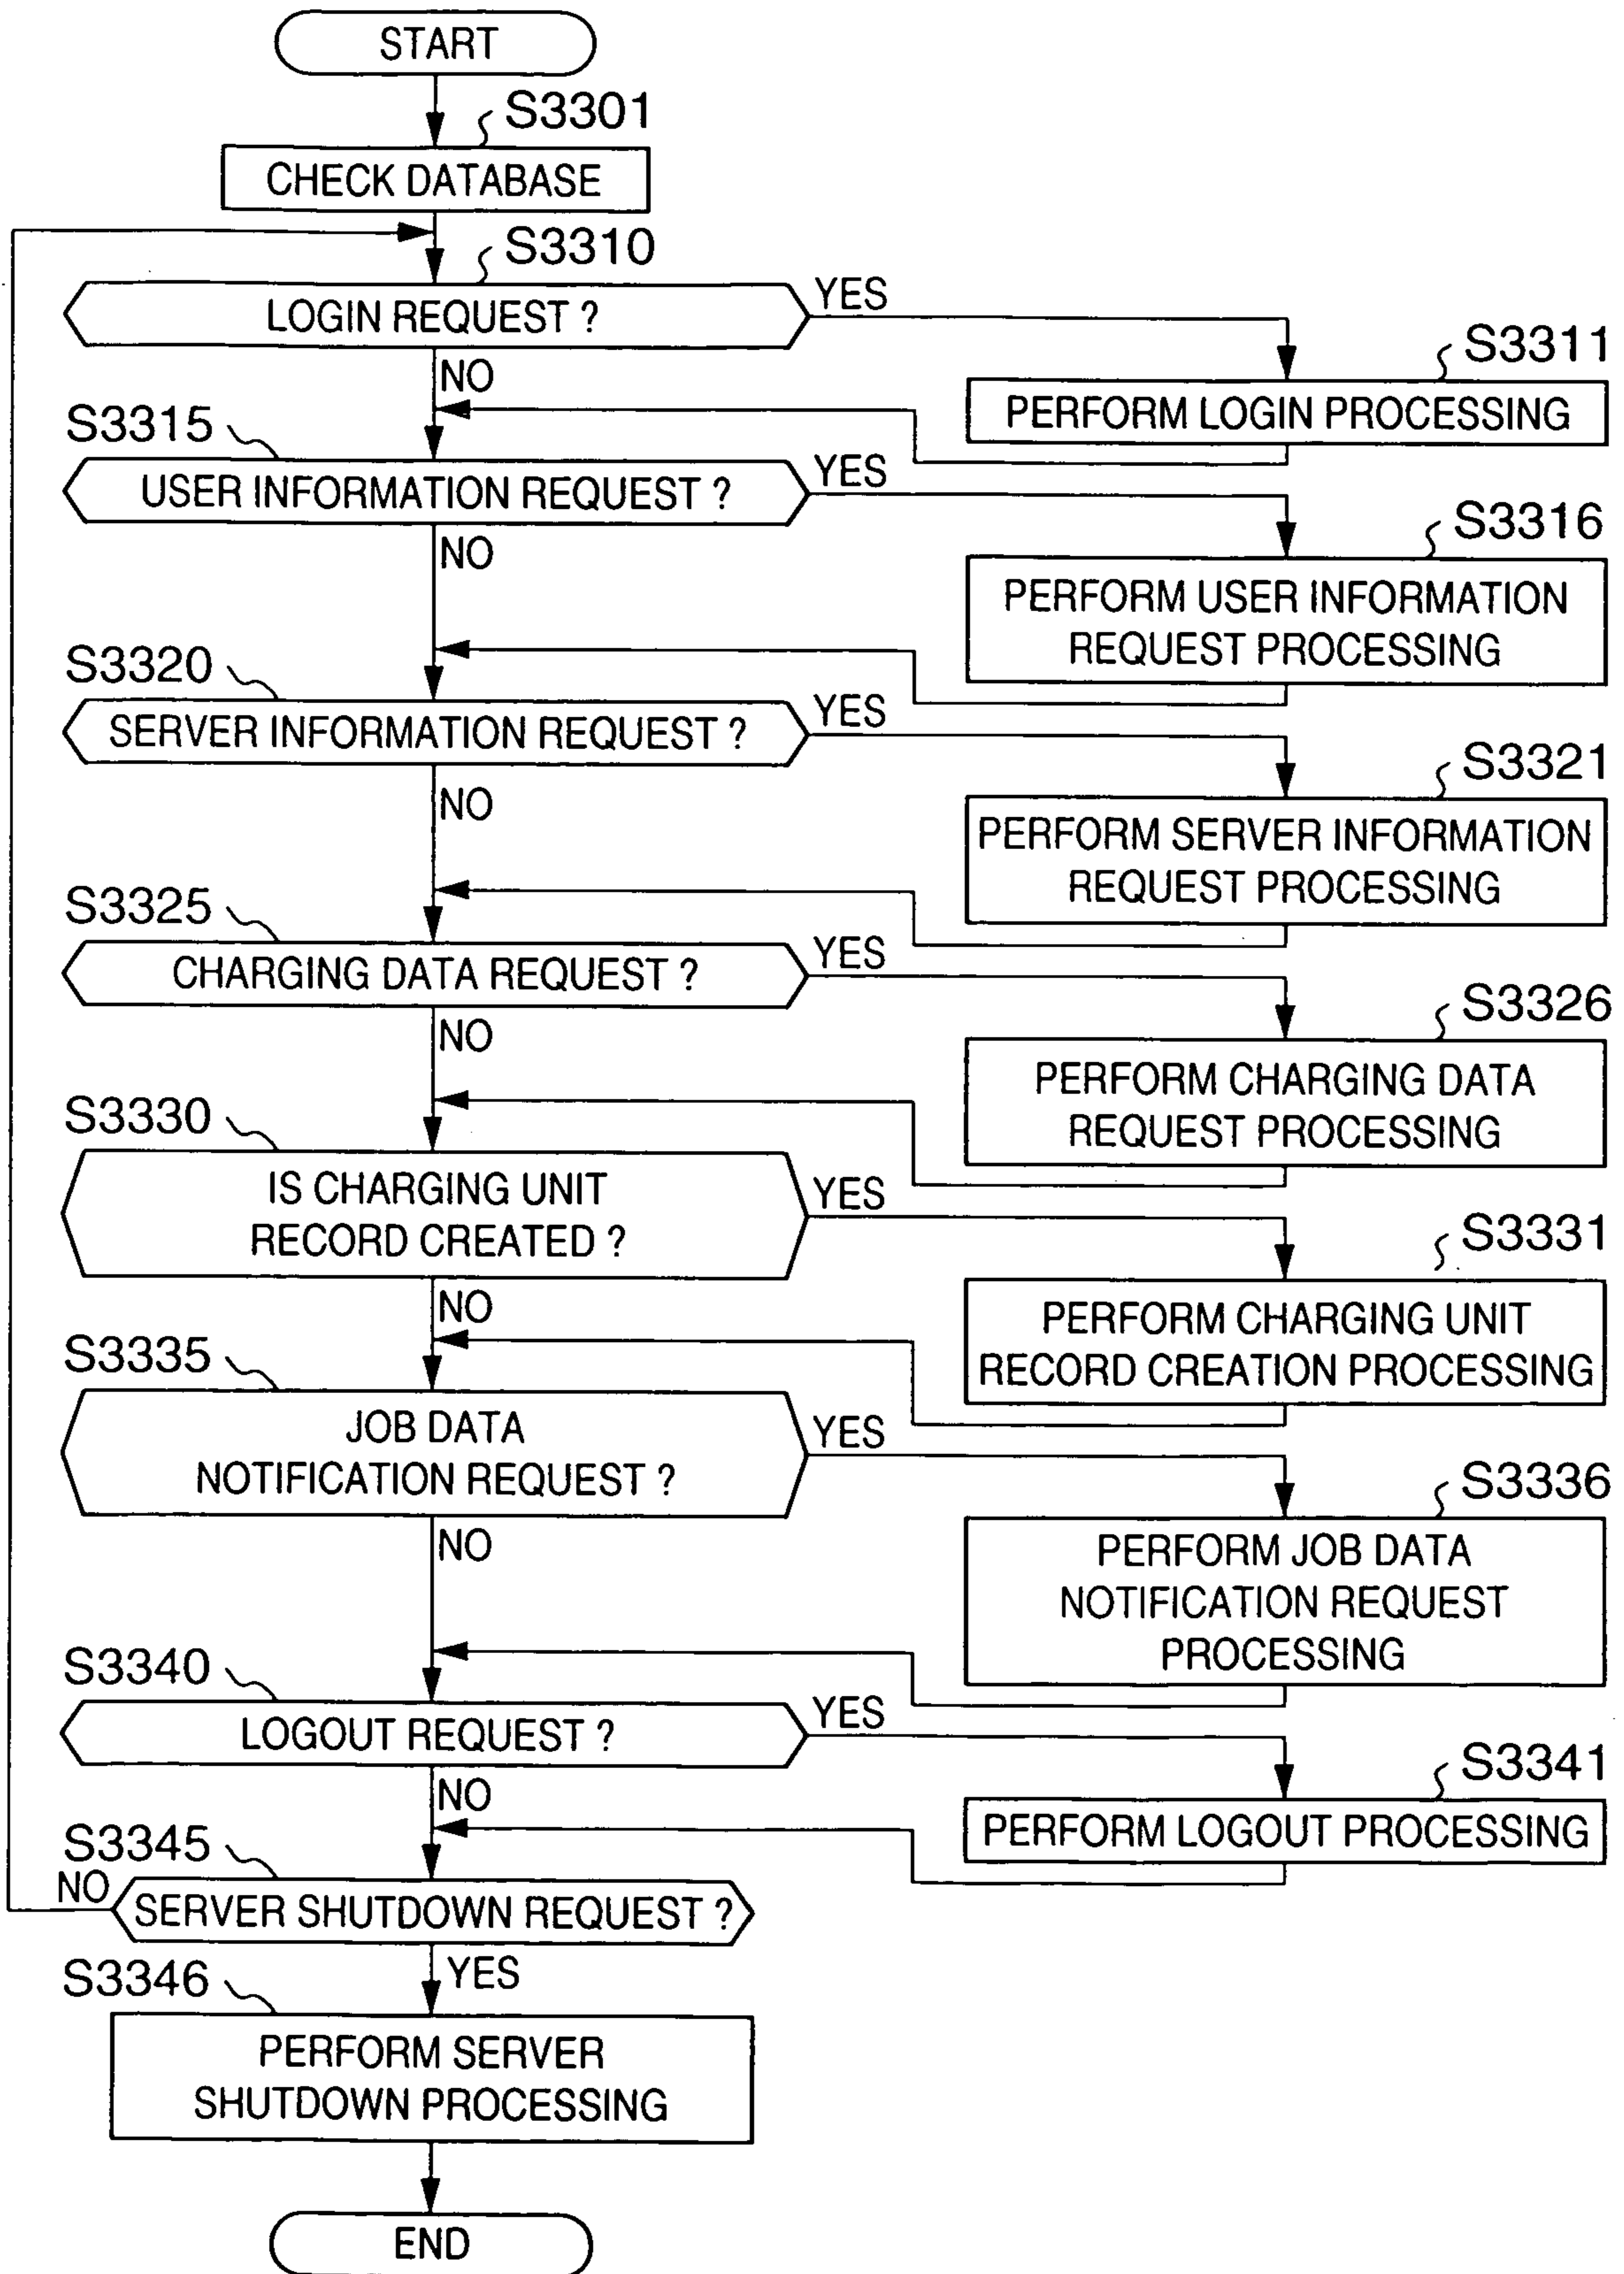 START
S3301
CHECK DATABASE
S3310
LOGIN REQUEST ?
YES
NO
S3311
PERFORM LOGIN PROCESSING
S3315
USER INFORMATION REQUEST ?
YES
NO
S3316
PERFORM USER INFORMATION
REQUEST PROCESSING
S3320
SERVER INFORMATION REQUEST ?
YES
NO
S3321
PERFORM SERVER INFORMATION
REQUEST PROCESSING
S3325
CHARGING DATA REQUEST ?
YES
NO
S3326
PERFORM CHARGING DATA
REQUEST PROCESSING
S3330
IS CHARGING UNIT
RECORD CREATED ?
YES
NO
S3331
PERFORM CHARGING UNIT
RECORD CREATION PROCESSING
S3335
JOB DATA
NOTIFICATION REQUEST ?
YES
NO
S3336
PERFORM JOB DATA
NOTIFICATION REQUEST
PROCESSING
S3340
LOGOUT REQUEST ?
YES
NO
S3341
PERFORM LOGOUT PROCESSING
S3345
NO
SERVER SHUTDOWN REQUEST ?
YES
S3346
PERFORM SERVER
SHUTDOWN PROCESSING
END